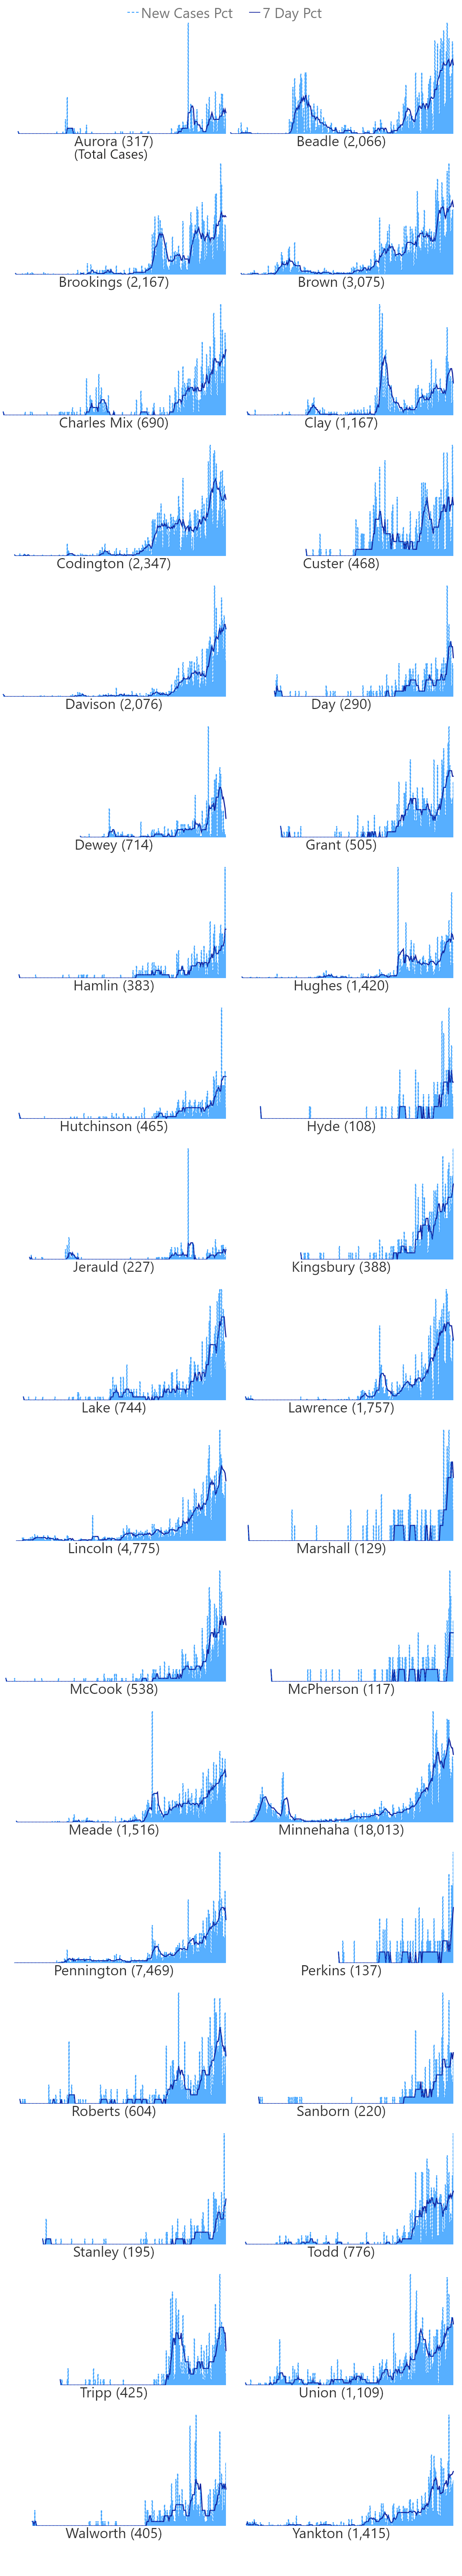 New Cases Pct 7 Day Pct
Aurora (317) Beadle (2,066)
(Total Cases)
Brookings (2,167) Brown (3,075)
Charles Mix (690) Clay (1,167)
Codington (2,347) Custer (468)
Davison (2,076) Day (290)
Dewey (714) Grant (505)
Hamlin (383) Hughes (1,420)
Hutchinson (465) Hyde (108)
Jerauld (227) Kingsbury (388)
Lake (744) Lawrence (1,757)
Lincoln (4,775) Marshall (129)
McCook (538) McPherson (117)
Meade (1,516) Minnehaha (18,013)
Pennington (7,469) Perkins (137)
Roberts (604) Sanborn (220)
Stanley (195) Todd (776)
Tripp (425) Union (1,109)
Walworth (405) Yankton (1,415)